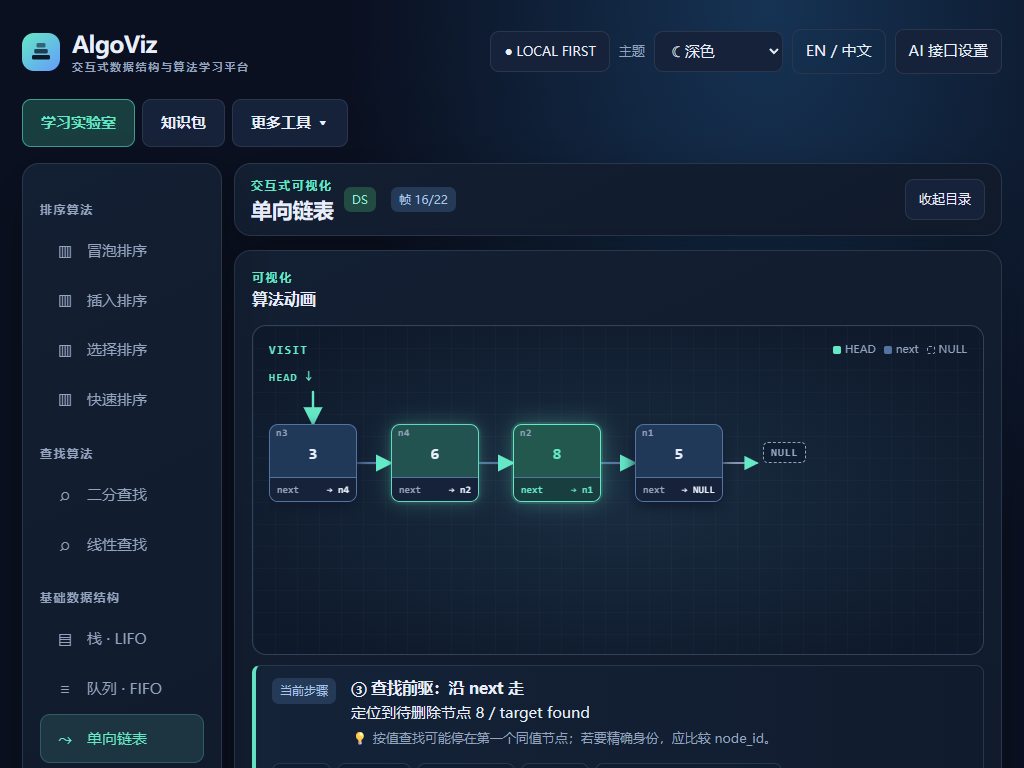 AlgoViz
交互式数据结构与算法学习平台
● LOCAL FIRST
主题
☾ 深色
EN / 中文
AI 接口设置
学习实验室
知识包
更多工具 ▾
排序算法
▥ 冒泡排序
▥ 插入排序
▥ 选择排序
▥ 快速排序
查找算法
⌕ 二分查找
⌕ 线性查找
基础数据结构
▤ 栈 · LIFO
≡ 队列 · FIFO
⤳ 单向链表
交互式可视化
单向链表
DS
帧 16/22
收起目录
可视化
算法动画
VISIT
HEAD
next
NULL
HEAD ↓
n3
3
next → n4
n4
6
next → n2
n2
8
next → n1
n1
5
next → NULL
NULL
当前步骤
③ 查找前驱：沿 next 走
定位到待删除节点 8 / target found
💡 按值查找可能停在第一个同值节点；若要精确身份，应比较 node_id。